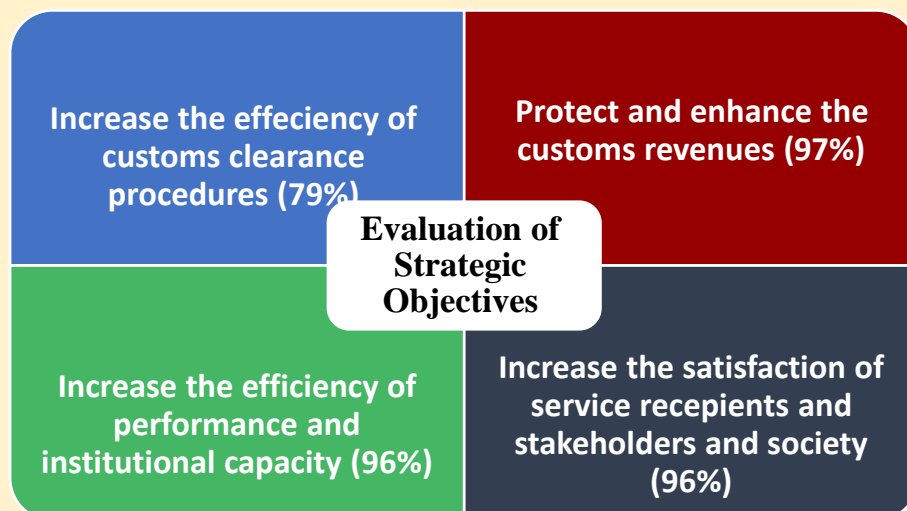 Increase the effeciency of
customs clearance
procedures (79%)
Protect and enhance the
customs revenues (97%)
Evaluation of
Strategic
Objectives
Increase the efficiency of
performance and
institutional capacity (96%)
Increase the satisfaction of
service recepients and
stakeholders and society
(96%)